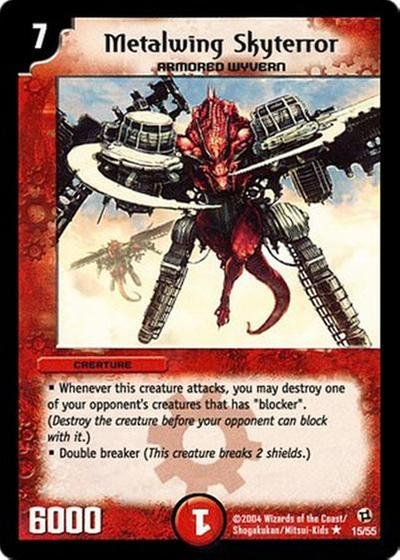 7
Metalwing Skyterror
ARMORED WYVERN
CREATURE
▪ Whenever this creature attacks, you may destroy one
of your opponent's creatures that has "blocker".
(Destroy the creature before your opponent can block
with it.)
▪ Double breaker (This creature breaks 2 shields.)
6000
1
©2004 Wizards of the Coast/
Shogakukan/Mitsui-Kids ★ 15/55